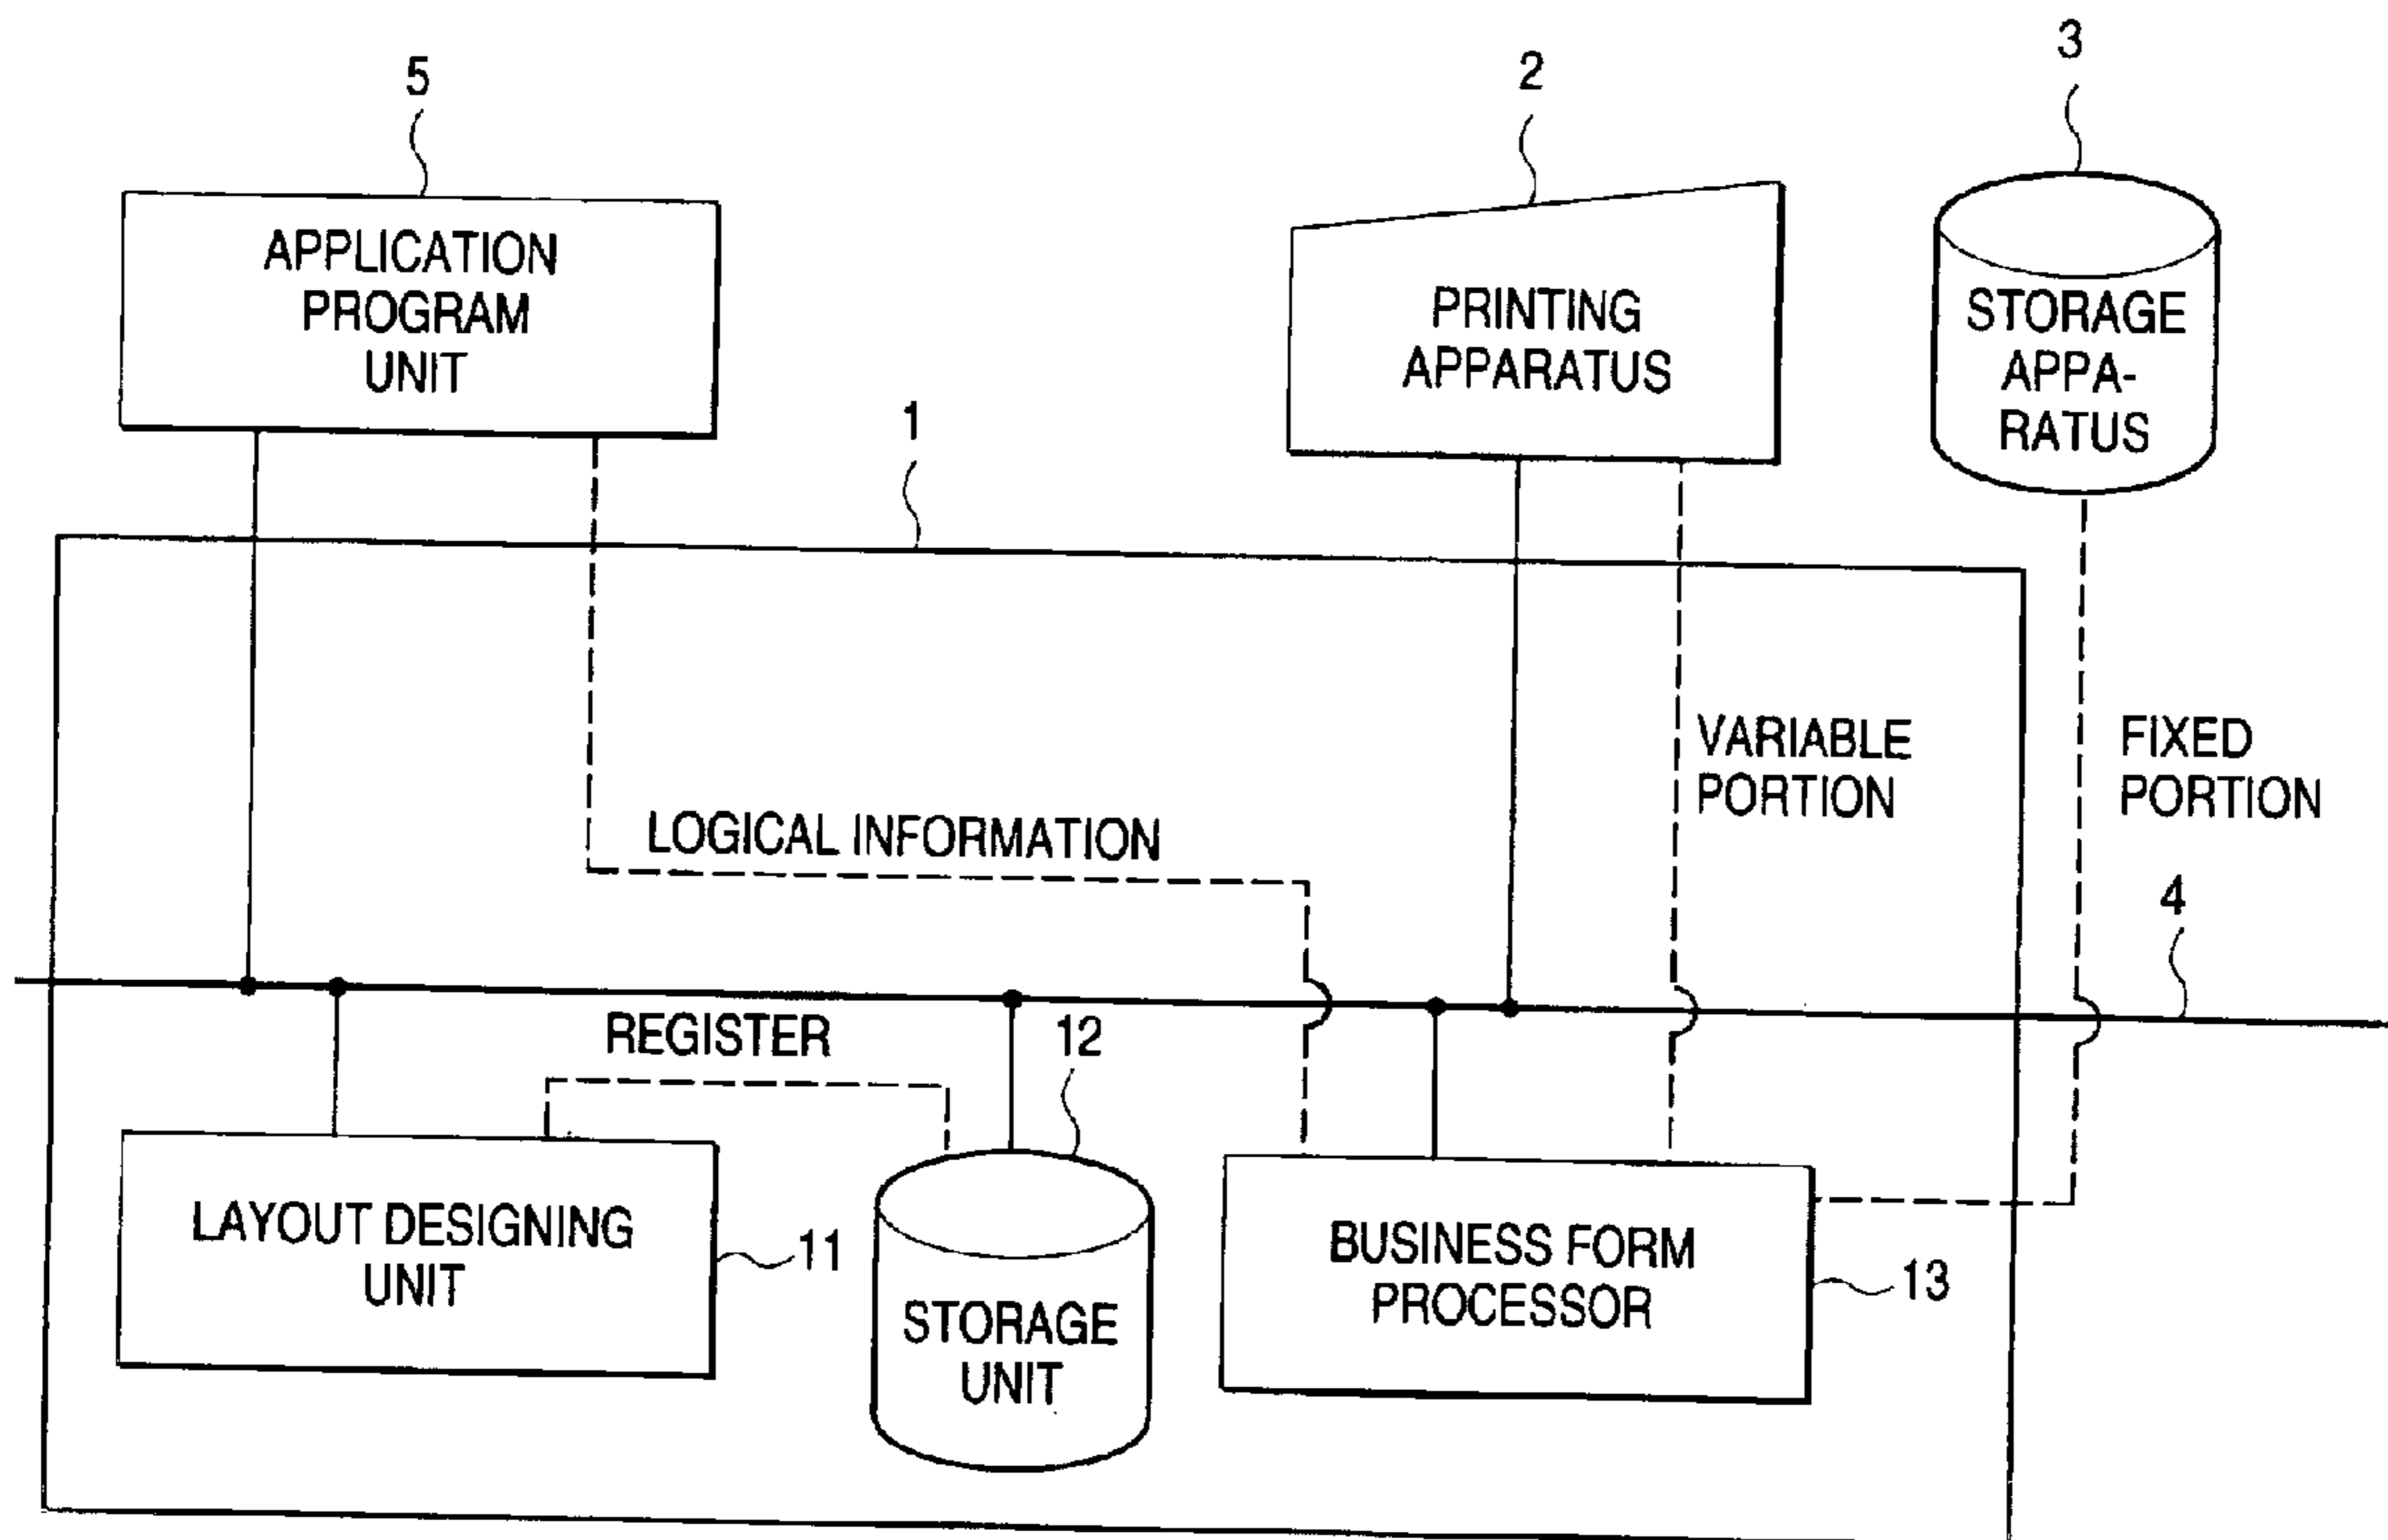 5
2
3
APPLICATION
PROGRAM
UNIT
PRINTING
APPARATUS
STORAGE
APPA-
RATUS
1
VARIABLE
PORTION
FIXED
PORTION
LOGICAL INFORMATION
4
REGISTER
12
LAYOUT DESIGNING
UNIT
11
STORAGE
UNIT
BUSINESS FORM
PROCESSOR
13